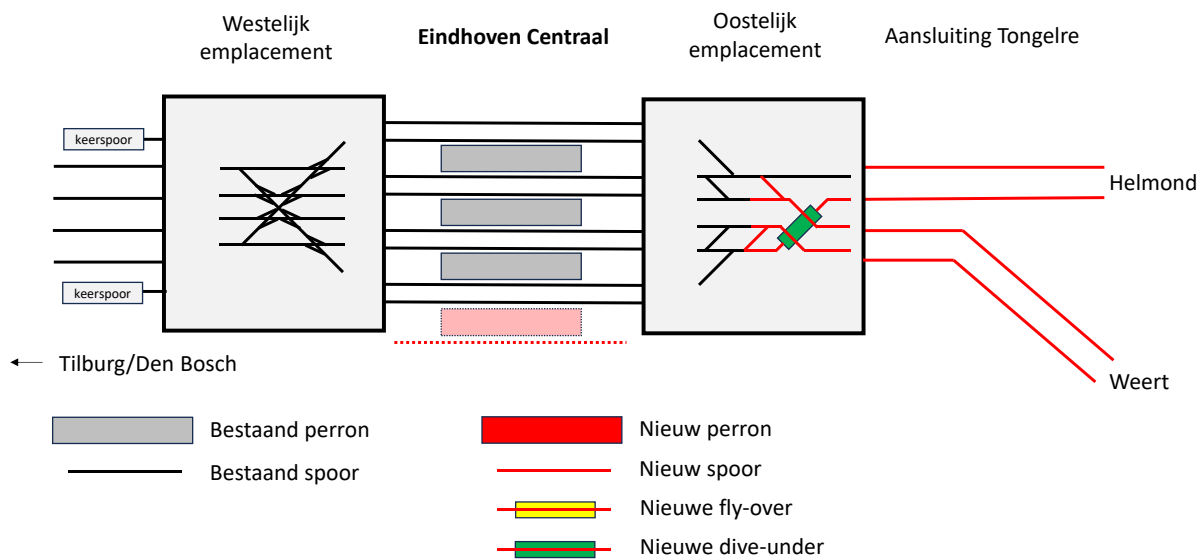 Westelijk
emplacement
Eindhoven Centraal
Oostelijk
emplacement
Aansluiting Tongelre
keerspoor
Helmond
keerspoor
Tilburg/Den Bosch
Weert
Bestaand perron
Nieuw perron
Bestaand spoor
Nieuw spoor
Nieuwe fly-over
Nieuwe dive-under